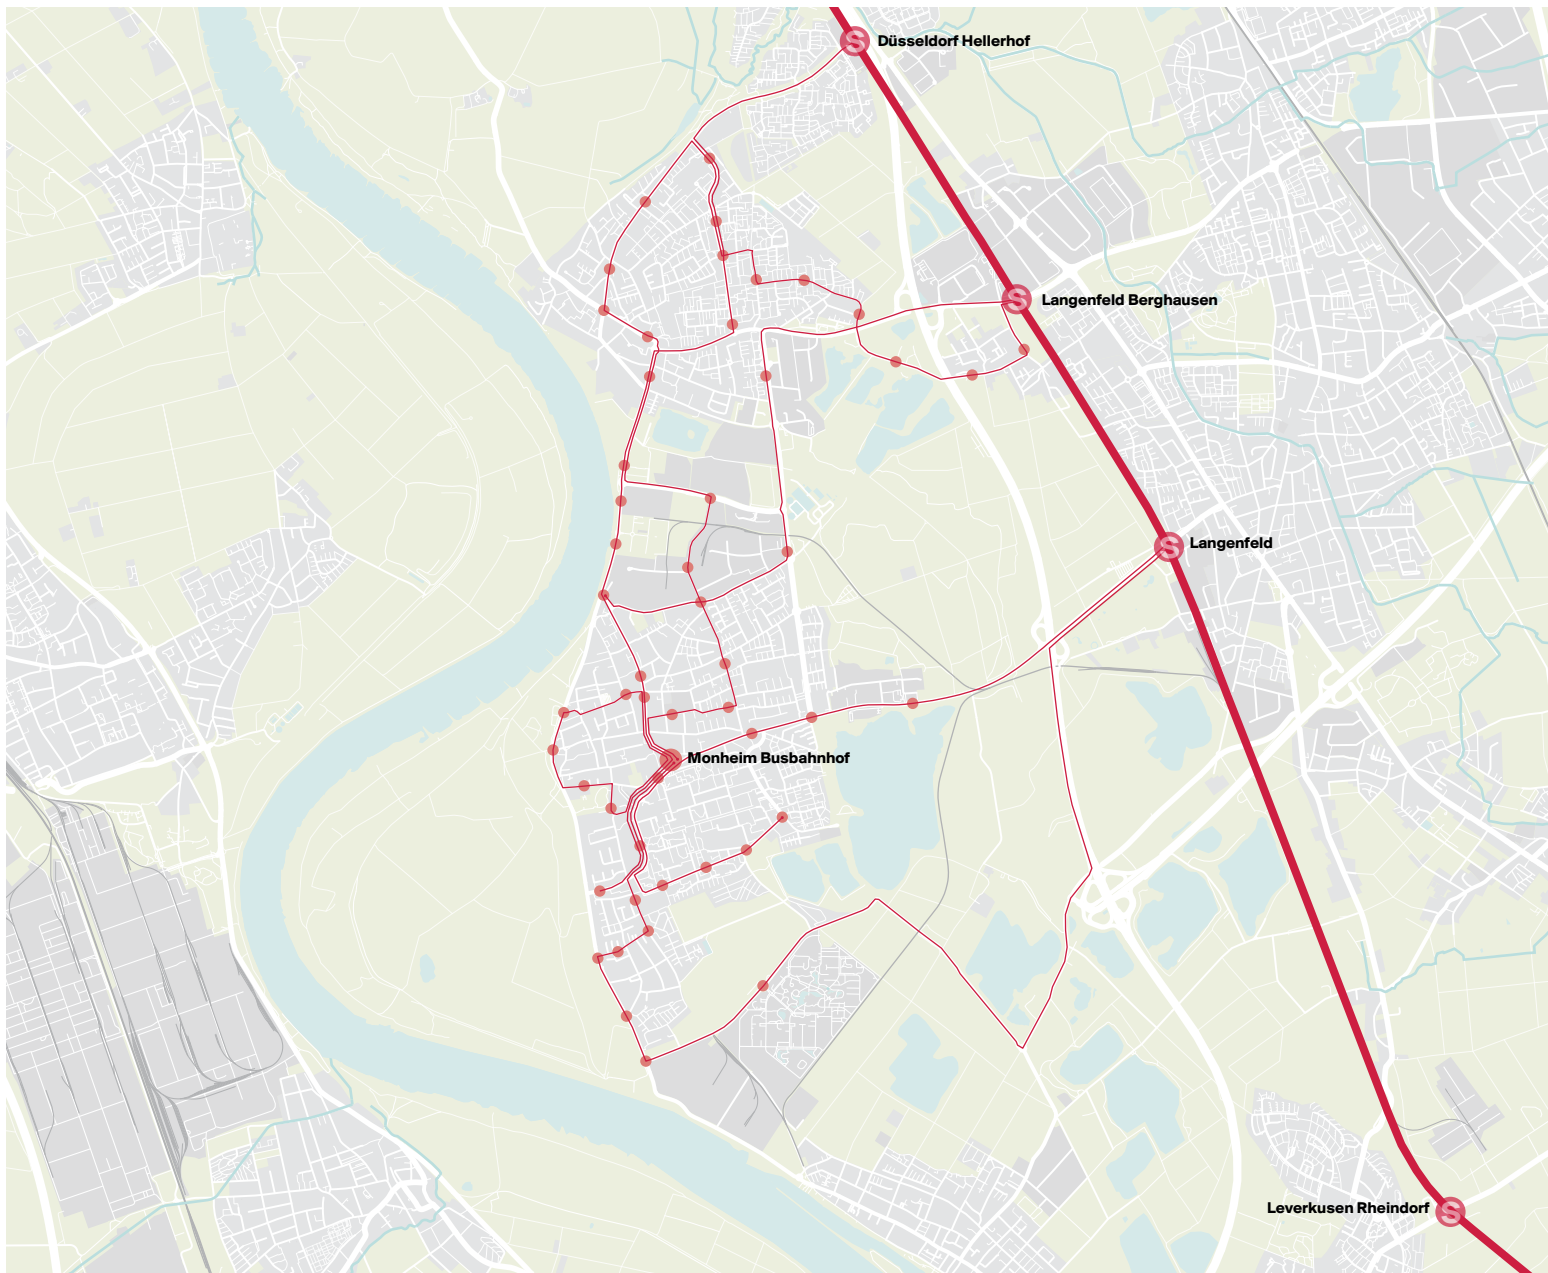 S Düsseldorf Hellerhof
S Langenfeld Berghausen
S Langenfeld
Monheim Busbahnhof
Leverkusen Rheindorf S